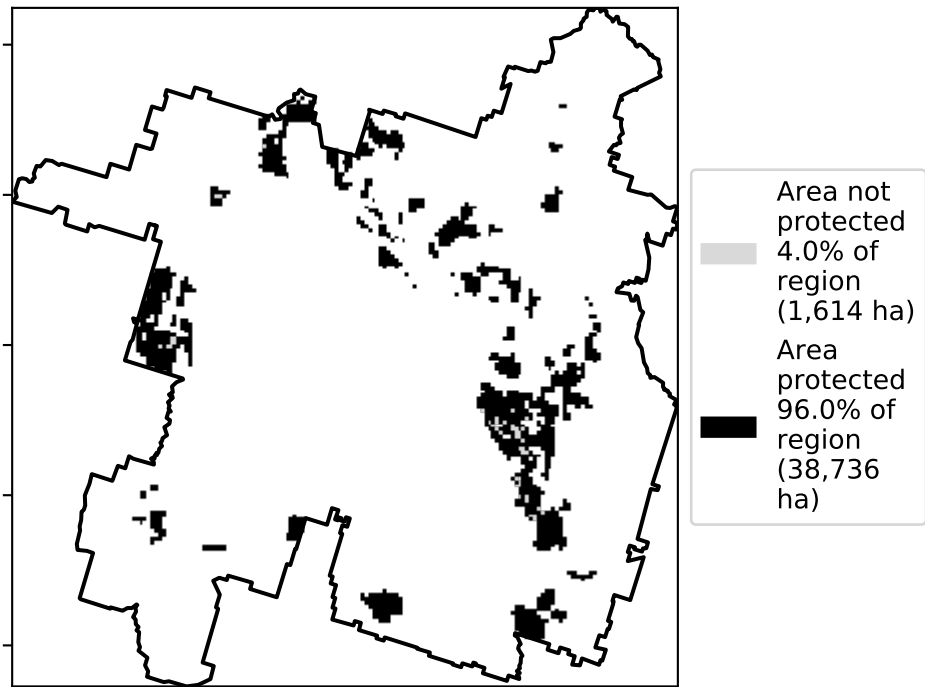 Area not
protected
4.0% of
region
(1,614 ha)
Area
protected
96.0% of
region
(38,736
ha)